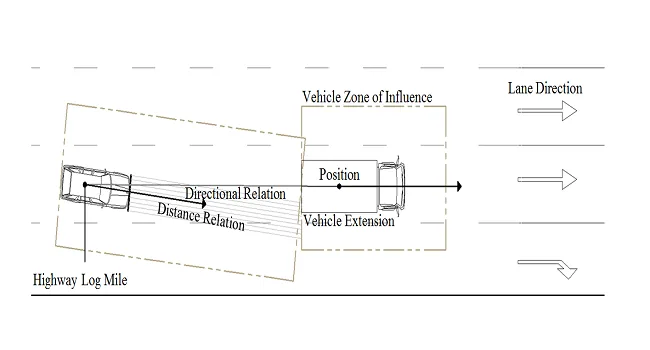 Lane Direction
Vehicle Zone of Influence
Position
Directional Relation
Distance Relation
Vehicle Extension
Highway Log Mile